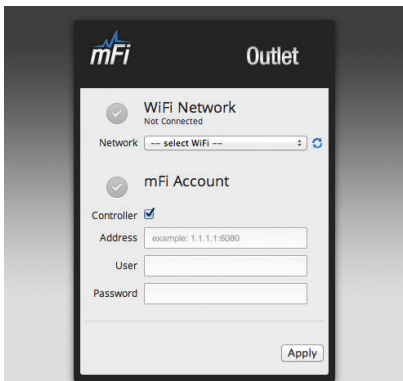 mFi Outlet
WiFi Network
Not Connected
Network -- select WiFi --
mFi Account
Controller
Address example: 1.1.1.1:6080
User
Password
Apply